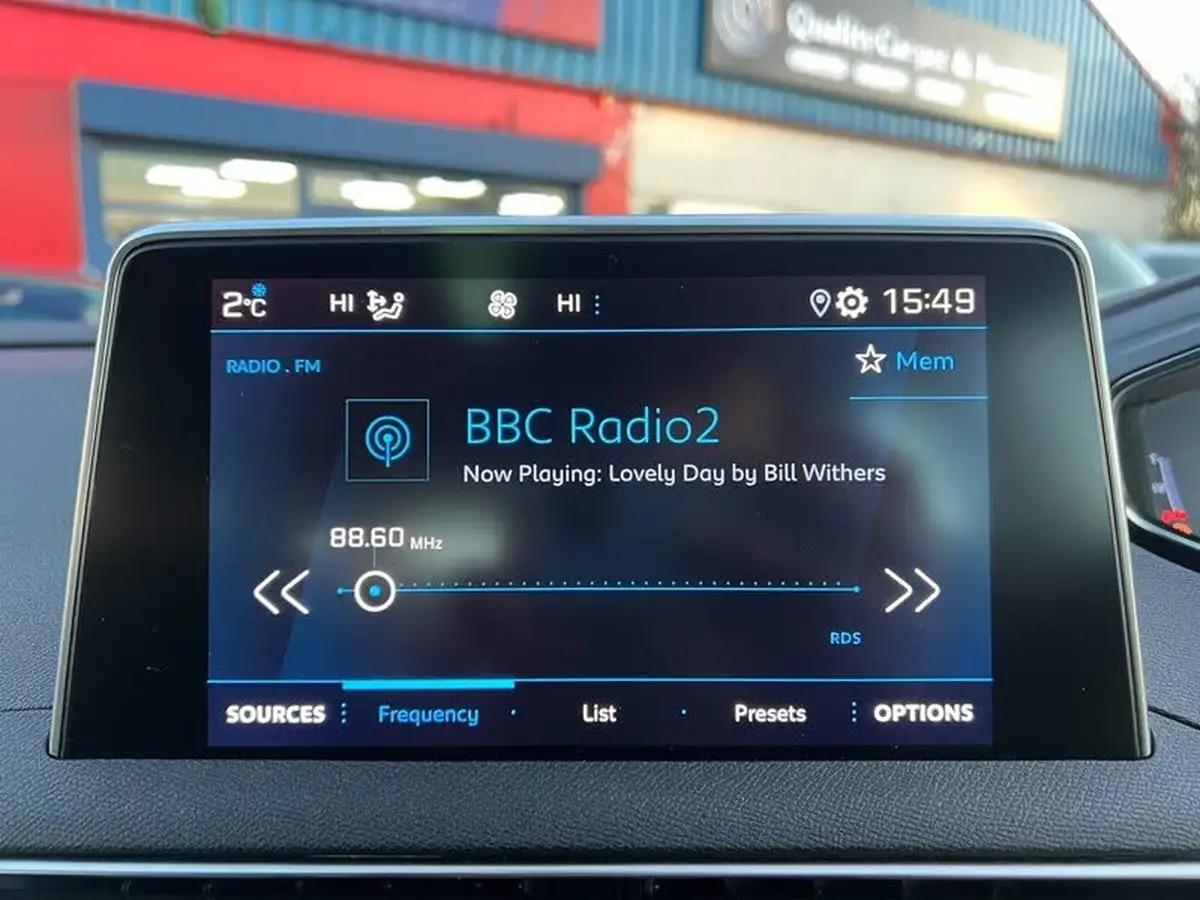 2°C HI HI 15:49
RADIO . FM
Mem
BBC Radio2
Now Playing: Lovely Day by Bill Withers
88.60 MHz
RDS
SOURCES Frequency List Presets OPTIONS